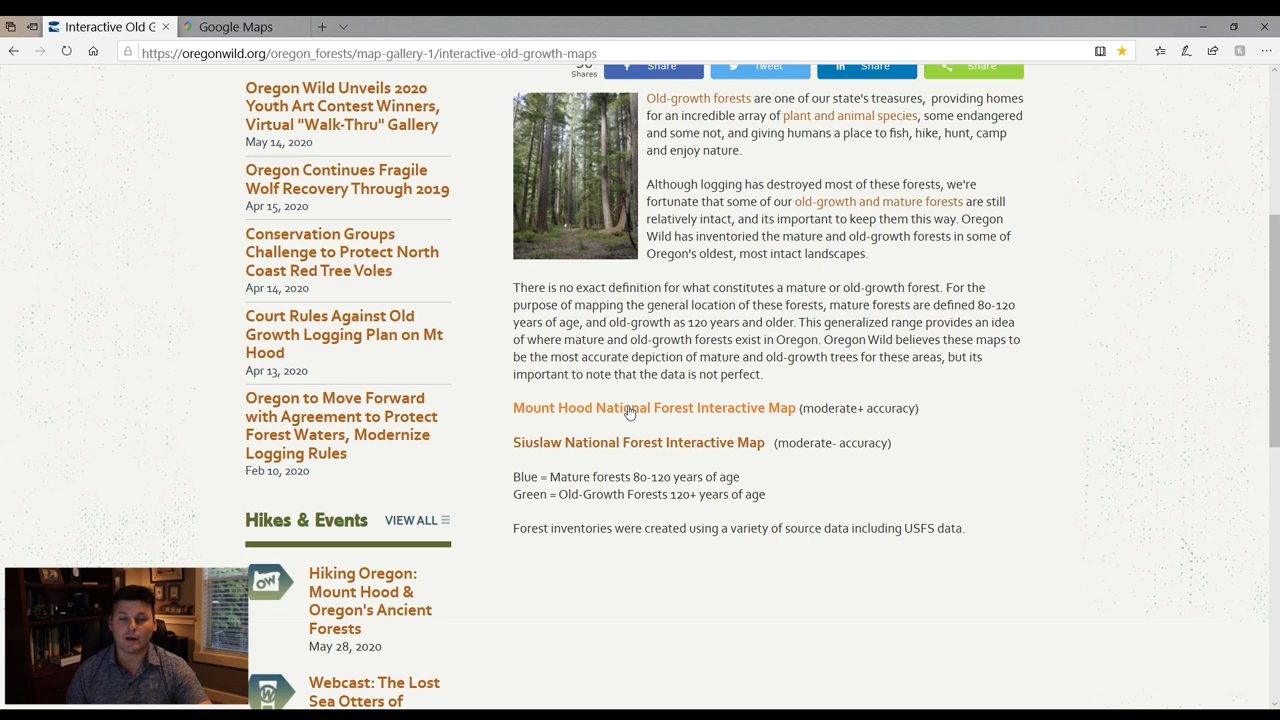 Interactive Old G
Google Maps
https://oregonwild.org/oregon_forests/map-gallery-1/interactive-old-growth-maps
Oregon Wild Unveils 2020
Youth Art Contest Winners,
Virtual "Walk-Thru" Gallery
May 14, 2020
Oregon Continues Fragile
Wolf Recovery Through 2019
Apr 15, 2020
Conservation Groups
Challenge to Protect North
Coast Red Tree Voles
Apr 14, 2020
Court Rules Against Old
Growth Logging Plan on Mt
Hood
Apr 13, 2020
Oregon to Move Forward
with Agreement to Protect
Forest Waters, Modernize
Logging Rules
Feb 10, 2020
Hikes & Events VIEW ALL
OW
Hiking Oregon:
Mount Hood &
Oregon's Ancient
Forests
May 28, 2020
Webcast: The Lost
Sea Otters of
Shares
Share
Tweet
Share
Share
Old-growth forests are one of our state's treasures, providing homes
for an incredible array of plant and animal species, some endangered
and some not, and giving humans a place to fish, hike, hunt, camp
and enjoy nature.
Although logging has destroyed most of these forests, we're
fortunate that some of our old-growth and mature forests are still
relatively intact, and its important to keep them this way. Oregon
Wild has inventoried the mature and old-growth forests in some of
Oregon's oldest, most intact landscapes.
There is no exact definition for what constitutes a mature or old-growth forest. For the
purpose of mapping the general location of these forests, mature forests are defined 80-120
years of age, and old-growth as 120 years and older. This generalized range provides an idea
of where mature and old-growth forests exist in Oregon. Oregon Wild believes these maps to
be the most accurate depiction of mature and old-growth trees for these areas, but its
important to note that the data is not perfect.
Mount Hood National Forest Interactive Map (moderate+ accuracy)
Siuslaw National Forest Interactive Map (moderate- accuracy)
Blue = Mature forests 80-120 years of age
Green = Old-Growth Forests 120+ years of age
Forest inventories were created using a variety of source data including USFS data.